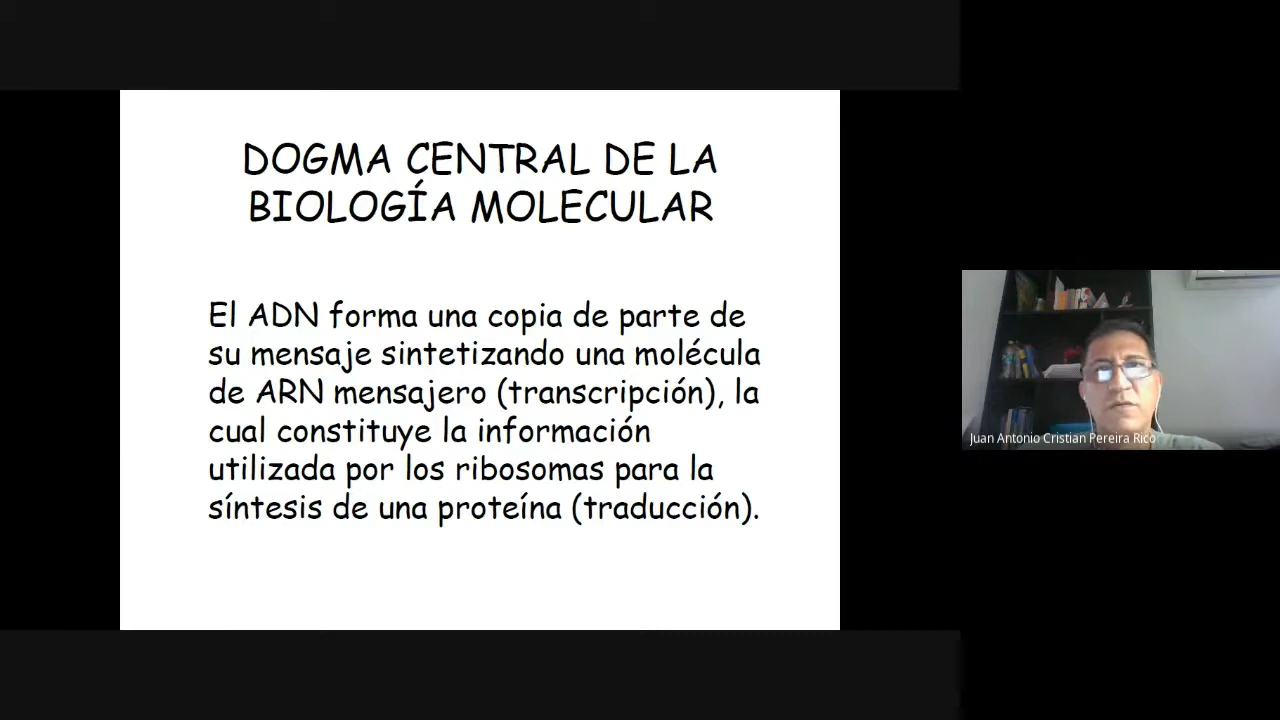 DOGMA CENTRAL DE LA
BIOLOGÍA MOLECULAR
El ADN forma una copia de parte de
su mensaje sintetizando una molécula
de ARN mensajero (transcripción), la
cual constituye la información
utilizada por los ribosomas para la
síntesis de una proteína (traducción).
Juan Antonio Cristian Pereira Rico